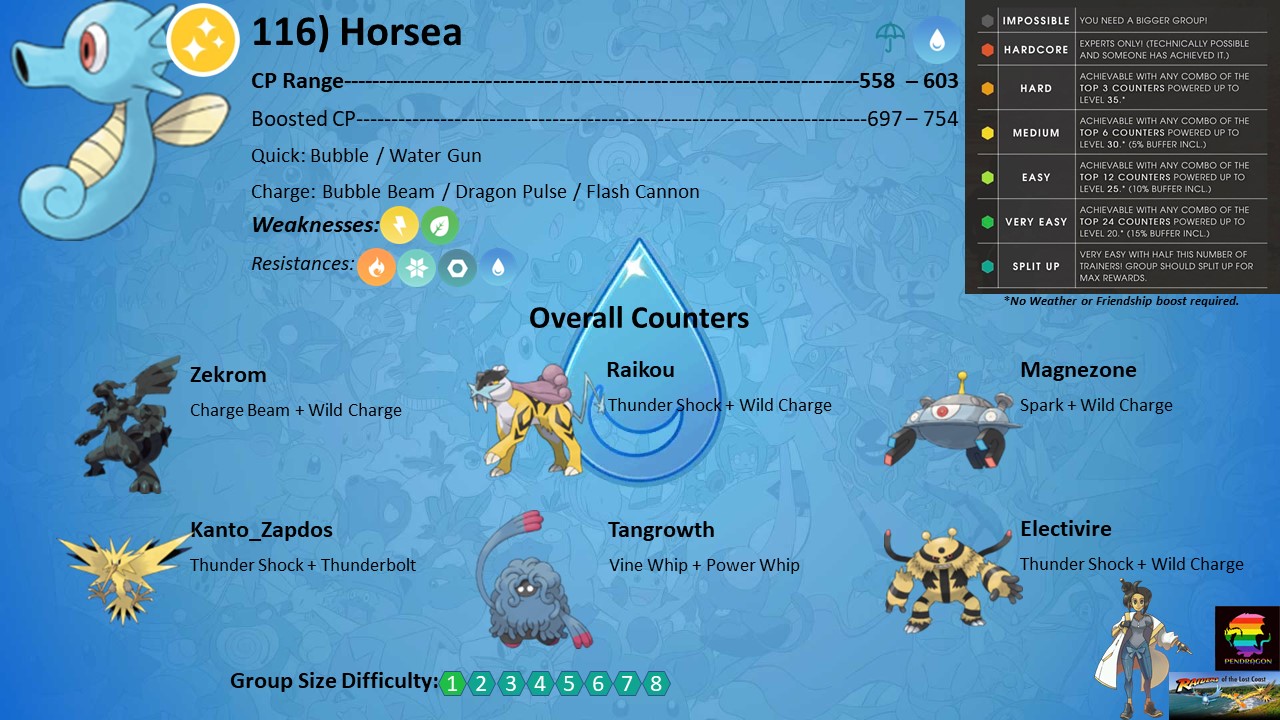 116) Horsea
CP Range---558 – 603
Boosted CP---697 – 754
Quick: Bubble / Water Gun
Charge: Bubble Beam / Dragon Pulse / Flash Cannon
Weaknesses:
Resistances:
IMPOSSIBLE YOU NEED A BIGGER GROUP!
HARDCORE EXPERTS ONLY! (TECHNICALLY POSSIBLE
AND SOMEONE HAS ACHIEVED IT.)
HARD ACHIEVABLE WITH ANY COMBO OF THE
TOP 3 COUNTERS POWERED UP TO
LEVEL 35.*
MEDIUM ACHIEVABLE WITH ANY COMBO OF THE
TOP 6 COUNTERS POWERED UP TO
LEVEL 30.* (5% BUFFER INCL.)
EASY ACHIEVABLE WITH ANY COMBO OF THE
TOP 12 COUNTERS POWERED UP TO
LEVEL 25.* (10% BUFFER INCL.)
VERY EASY ACHIEVABLE WITH ANY COMBO OF THE
TOP 24 COUNTERS POWERED UP TO
LEVEL 20.* (15% BUFFER INCL.)
SPLIT UP VERY EASY WITH HALF THIS NUMBER OF
TRAINERS! GROUP SHOULD SPLIT UP FOR
MAX REWARDS.
*No Weather or Friendship boost required.
Overall Counters
Zekrom
Charge Beam + Wild Charge
Raikou
Thunder Shock + Wild Charge
Magnezone
Spark + Wild Charge
Kanto_Zapdos
Thunder Shock + Thunderbolt
Tangrowth
Vine Whip + Power Whip
Electivire
Thunder Shock + Wild Charge
Group Size Difficulty: 1 2 3 4 5 6 7 8
PENDRAGON
RAIDERS of the Lost Coast